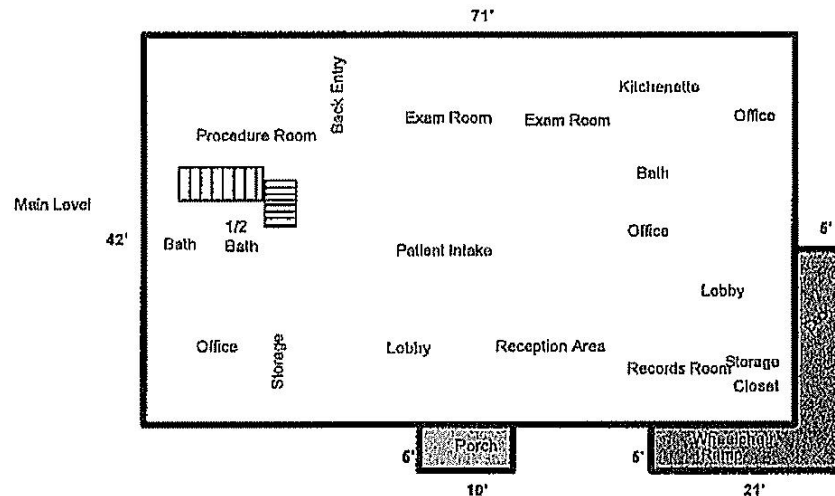 71'
Kitchenette
Back Entry
Exam Room
Exam Room
Office
Procedure Room
Bath
Main Level
1/2
Bath
Office
5'
42'
Bath
Patient Intake
Lobby
Office
Storage
Lobby
Reception Area
Records Room
Storage
Closet
Porch
Wheelchair
Ramp
10'
21'